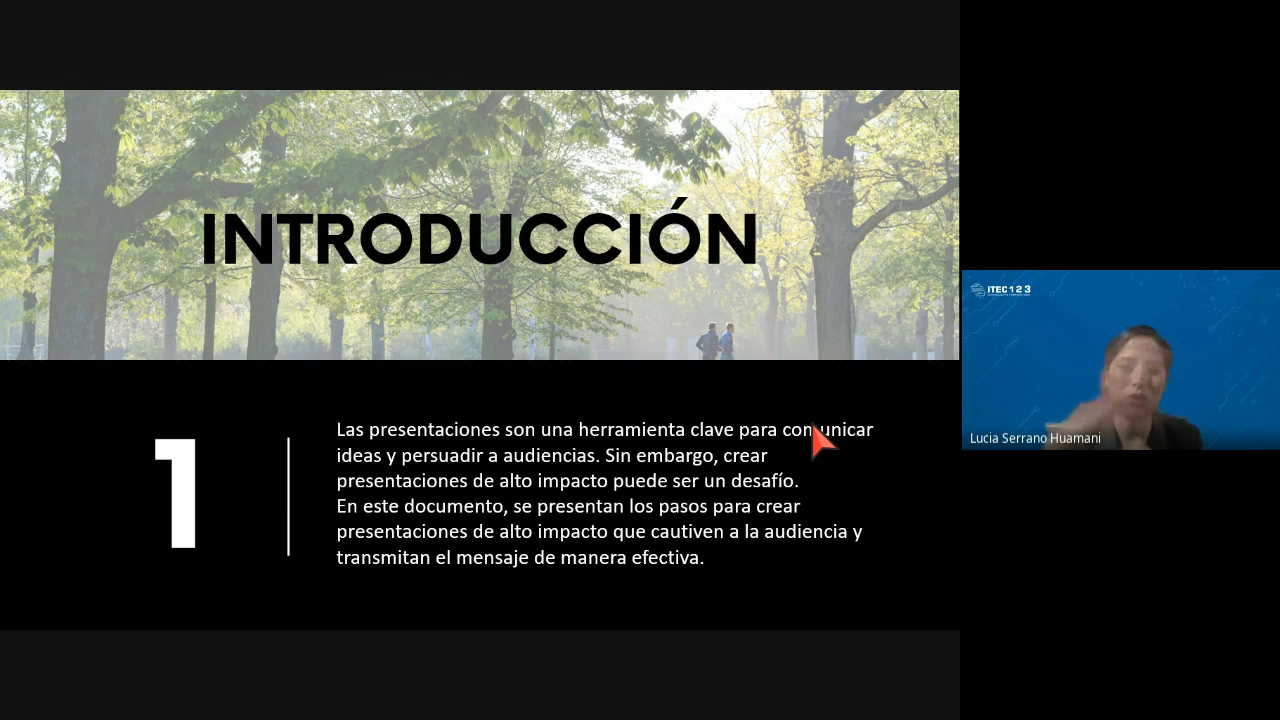 INTRODUCCIÓN
1
Las presentaciones son una herramienta clave para comunicar
ideas y persuadir a audiencias. Sin embargo, crear
presentaciones de alto impacto puede ser un desafío.
En este documento, se presentan los pasos para crear
presentaciones de alto impacto que cautiven a la audiencia y
transmitan el mensaje de manera efectiva.
ITEC 1 2 3
Lucia Serrano Huamani